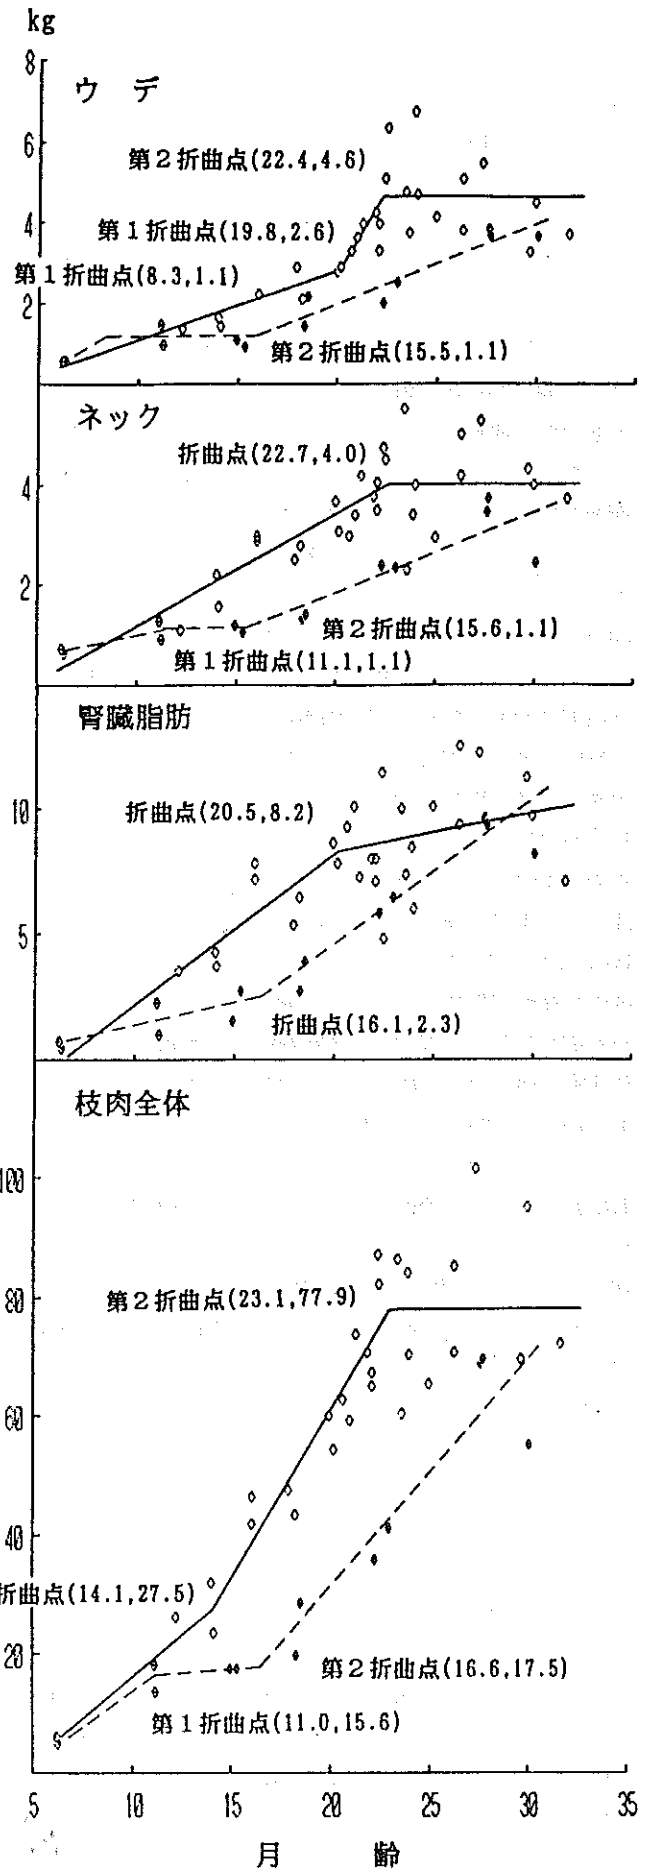 kg
8
ウ デ
6
第2折曲点(22.4,4.6)
4
第1折曲点(19.8,2.6)
第1折曲点(8.3,1.1)
2
第2折曲点(15.5,1.1)
ネック
折曲点(22.7,4.0)
4
2
第2折曲点(15.6,1.1)
第1折曲点(11.1,1.1)
腎臓脂肪
10
折曲点(20.5,8.2)
5
折曲点(16.1,2.3)
枝肉全体
100
80
第2折曲点(23.1,77.9)
60
40
折曲点(14.1,27.5)
20
第2折曲点(16.6,17.5)
第1折曲点(11.0,15.6)
5 10 15 20 25 30 35
月 齢